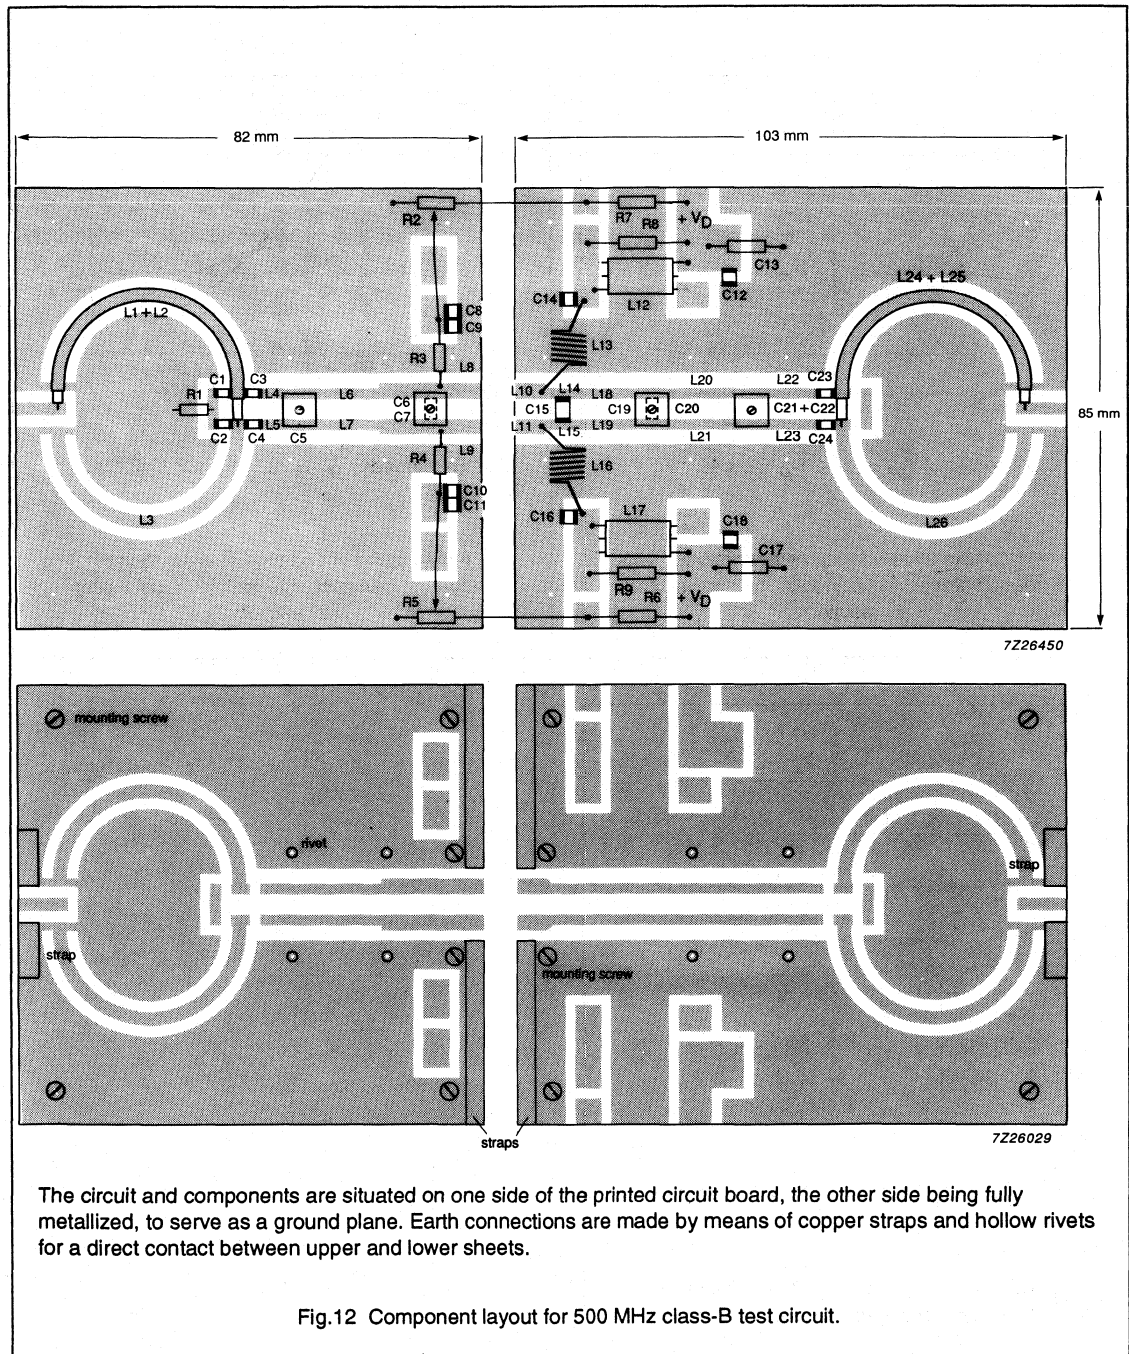 82 mm
103 mm
R2
R7
R8
+ VD
C13
C12
L12
C14
L24 + L25
L1 + L2
C8
C9
L13
R3
L8
L10
L14
L20
L22
C23
C1
C3
R1
L4
L6
L18
C6
C7
C15
C19
C20
C21 + C22
85 mm
C2
C4
L5
C5
L7
L9
L11
L15
L19
L21
L23
C24
R4
L16
C10
C11
C16
L17
C18
C17
L3
L26
R9
R5
R6
+ VD
7Z26450
mounting screw
rivet
strap
strap
mounting screw
straps
7Z26029
The circuit and components are situated on one side of the printed circuit board, the other side being fully
metallized, to serve as a ground plane. Earth connections are made by means of copper straps and hollow rivets
for a direct contact between upper and lower sheets.
Fig.12 Component layout for 500 MHz class-B test circuit.